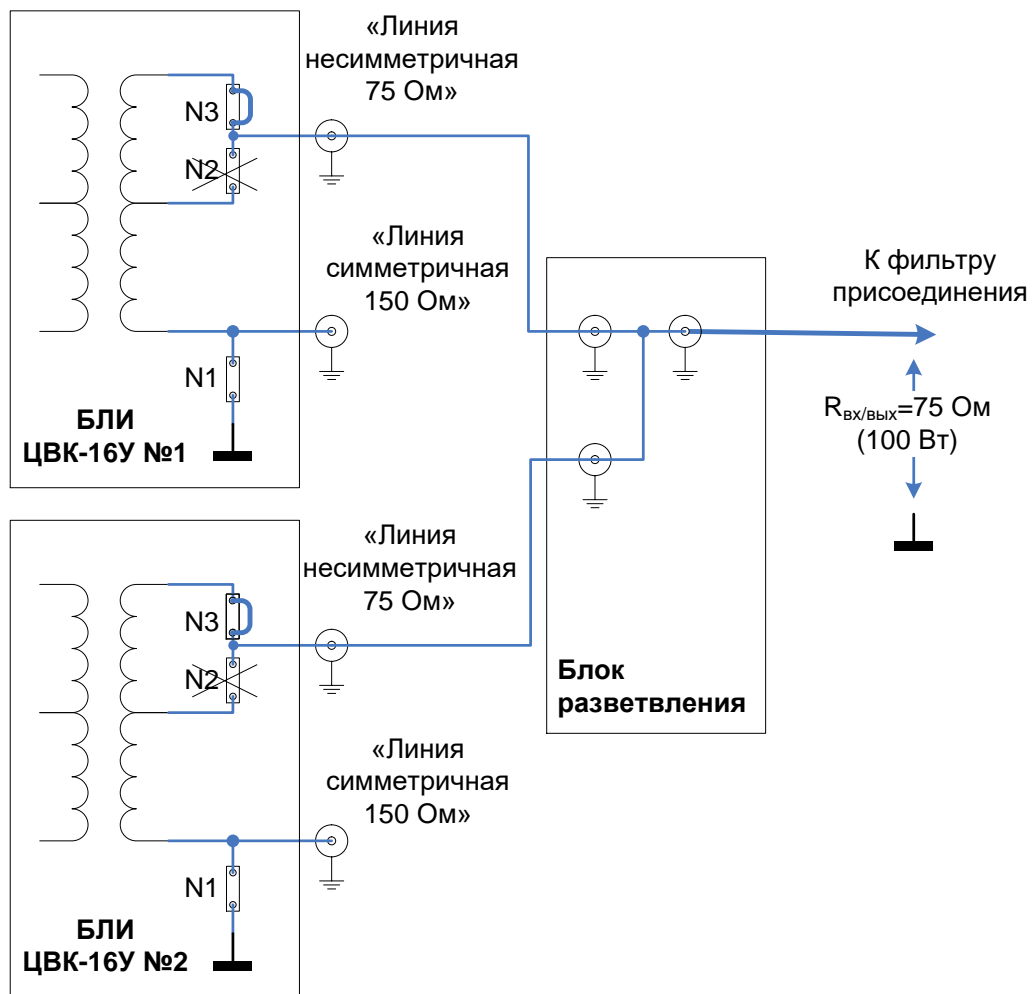 «Линия
несимметричная
75 Ом»
N3
N2
«Линия
симметричная
150 Ом»
N1
БЛИ
ЦВК-16У №1
К фильтру
присоединения
Rвх/вых=75 Ом
(100 Вт)
«Линия
несимметричная
75 Ом»
N3
N2
Блок
разветвления
«Линия
симметричная
150 Ом»
N1
БЛИ
ЦВК-16У №2